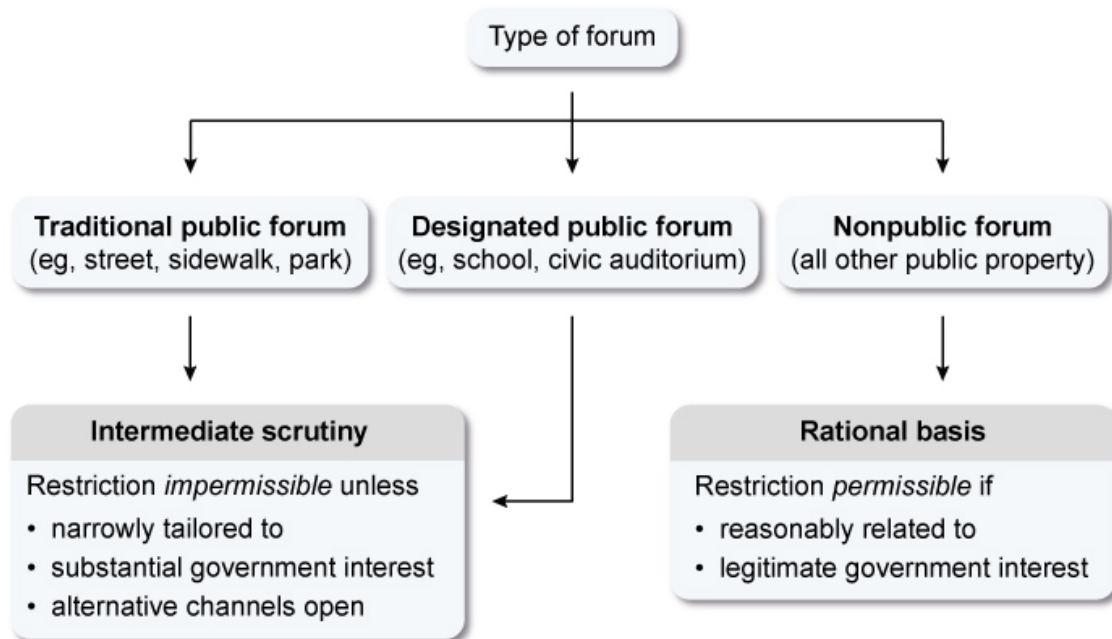 Type of forum
Traditional public forum
(eg, street, sidewalk, park)
Designated public forum
(eg, school, civic auditorium)
Nonpublic forum
(all other public property)
Intermediate scrutiny
Restriction impermissible unless
• narrowly tailored to
• substantial government interest
• alternative channels open
Rational basis
Restriction permissible if
• reasonably related to
• legitimate government interest